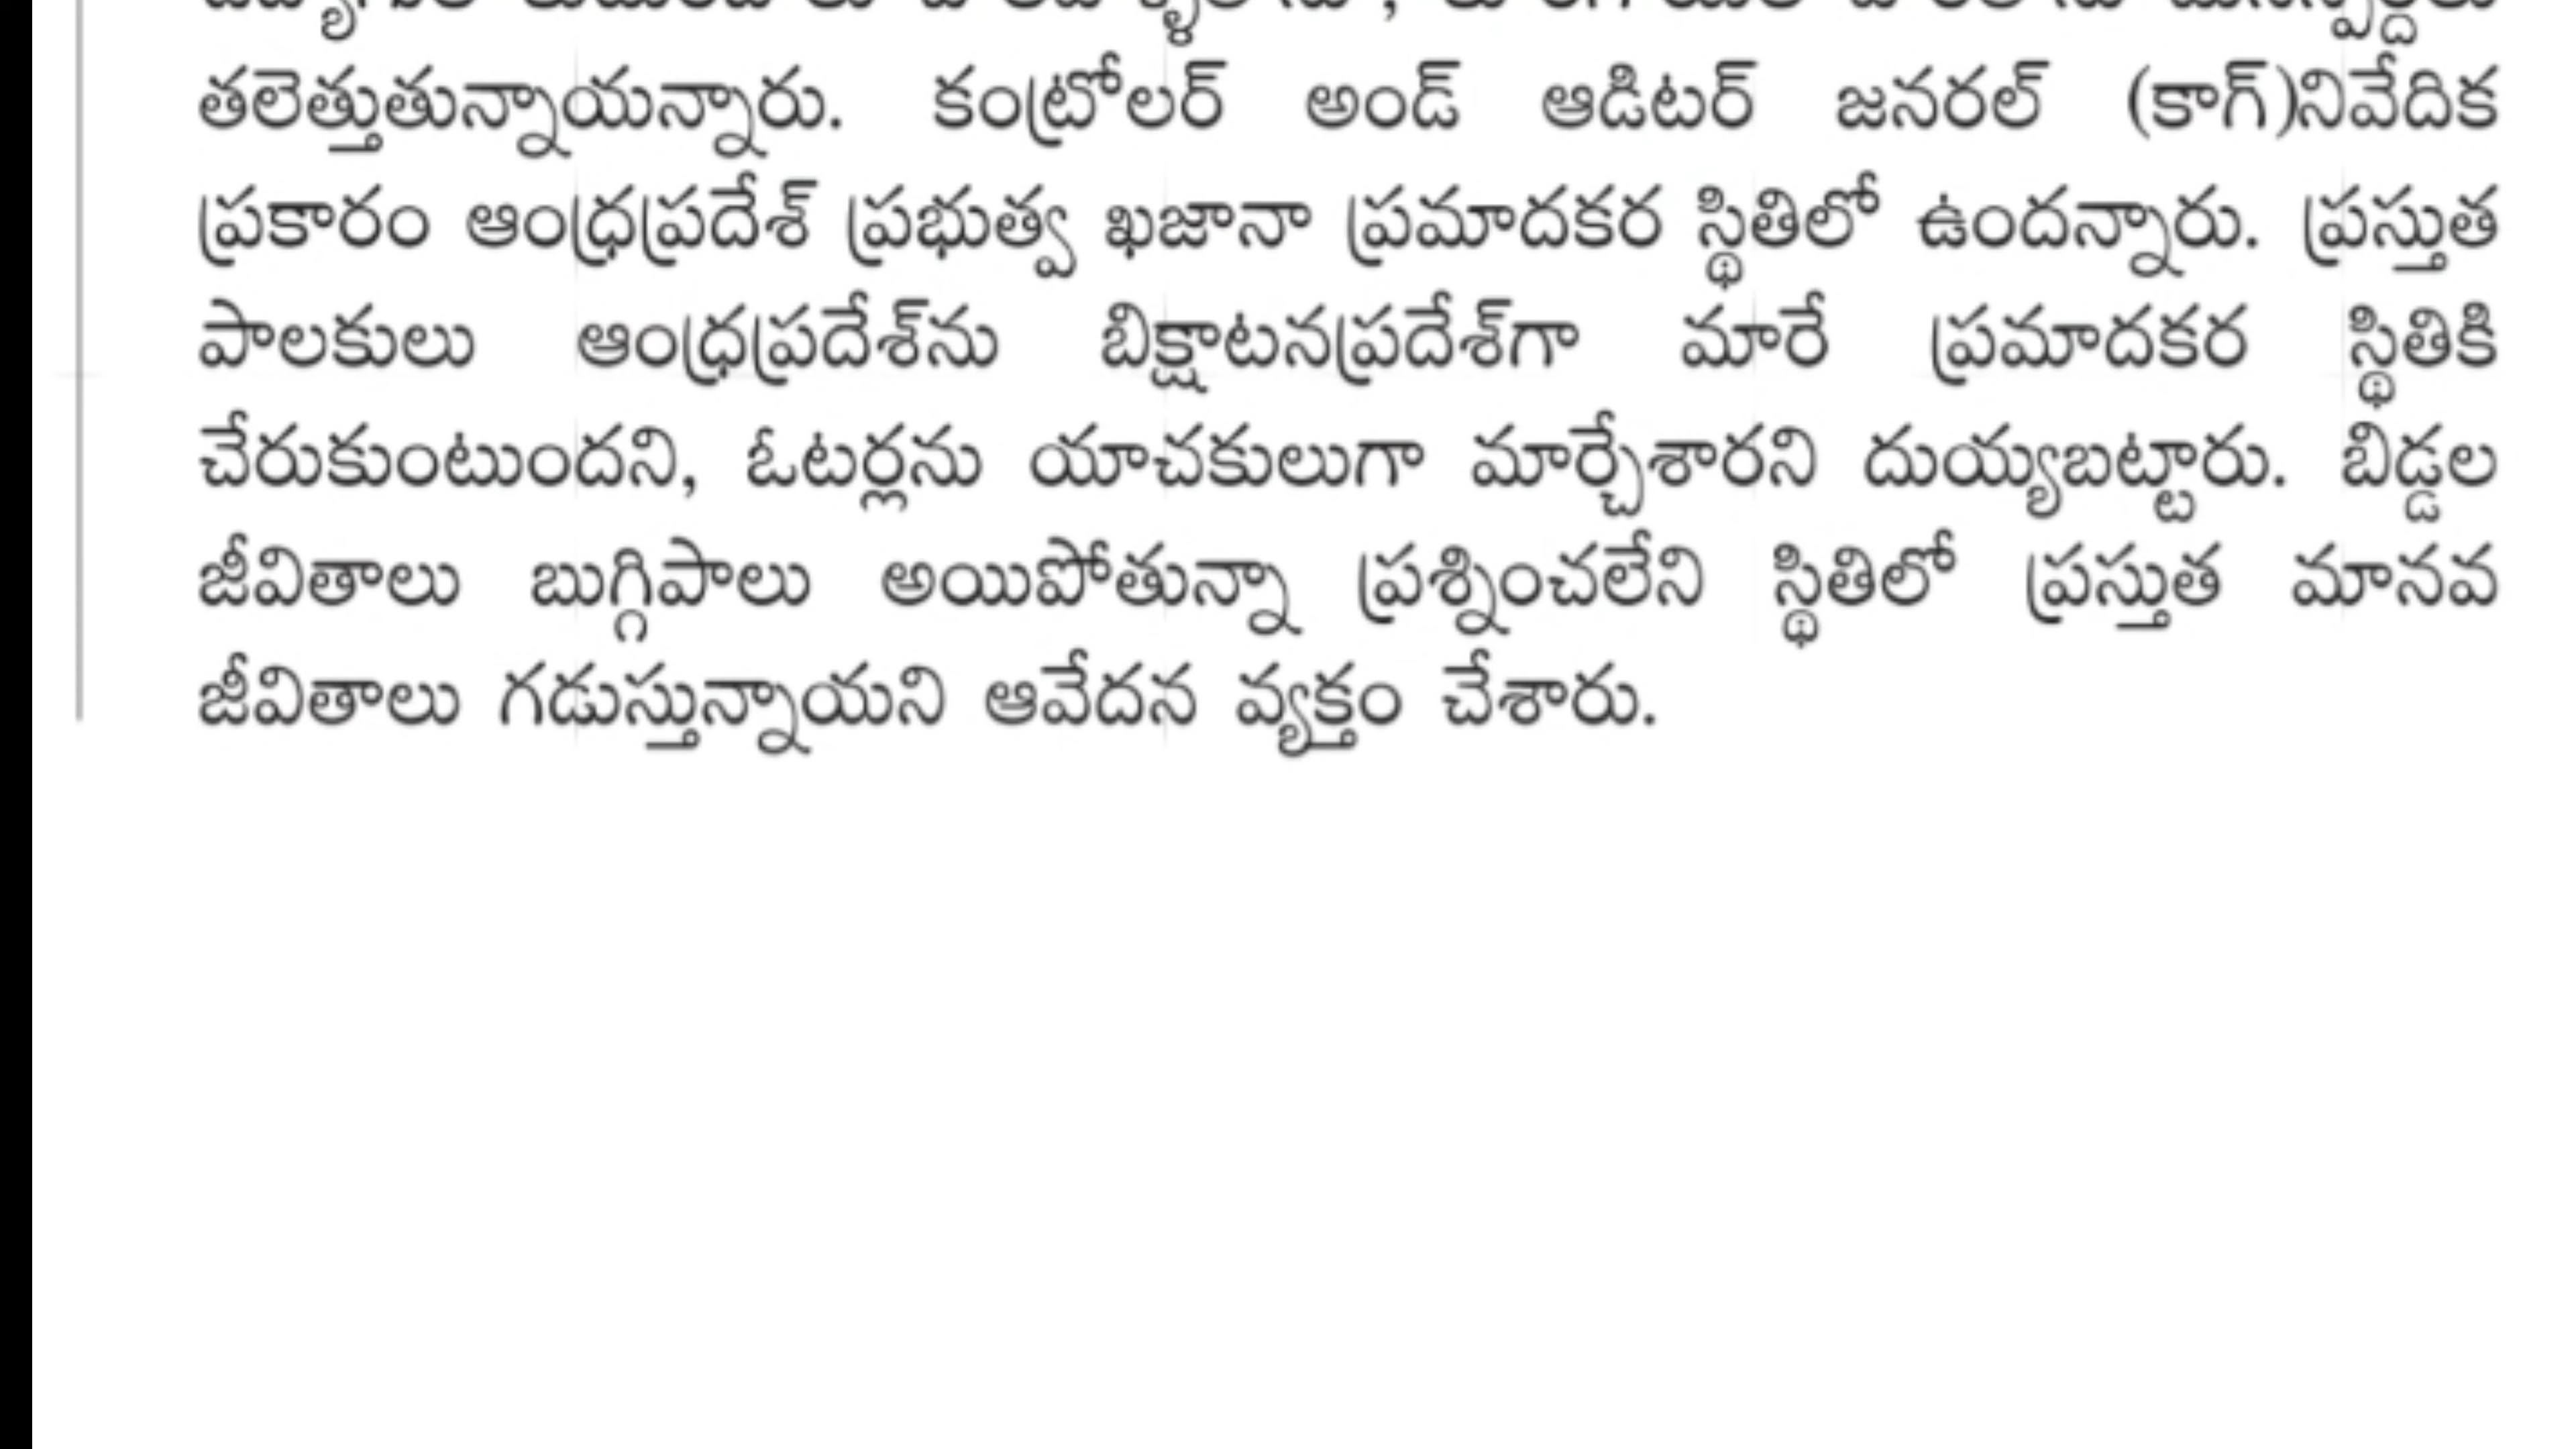 తలెత్తుతున్నాయన్నారు. కంట్రోలర్ అండ్ ఆడిటర్ జనరల్ (కాగ్)నివేదిక
ప్రకారం ఆంధ్రప్రదేశ్ ప్రభుత్వ ఖజానా ప్రమాదకర స్థితిలో ఉందన్నారు. ప్రస్తుత
పాలకులు ఆంధ్రప్రదేశ్‌ను బిక్షాటనప్రదేశ్‌గా మారే ప్రమాదకర స్థితికి
చేరుకుంటుందని, ఓటర్లను యాచకులుగా మార్చేశారని దుయ్యబట్టారు. బిడ్డల
జీవితాలు బుగ్గిపాలు అయిపోతున్నా ప్రశ్నించలేని స్థితిలో ప్రస్తుత మానవ
జీవితాలు గడుస్తున్నాయని ఆవేదన వ్యక్తం చేశారు.